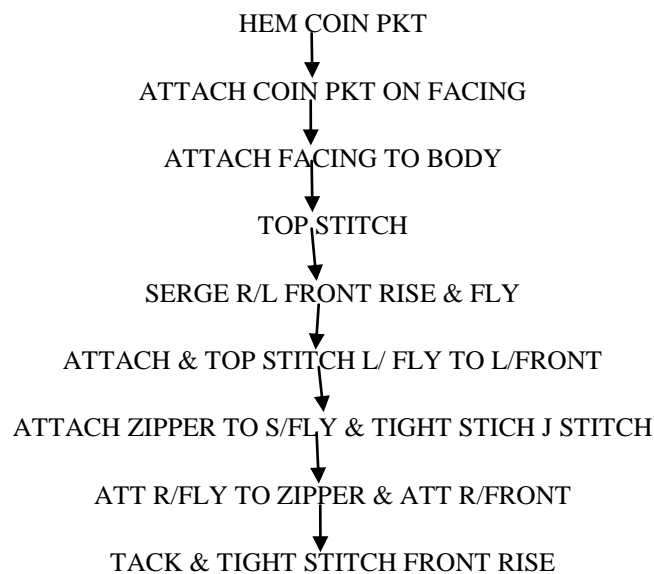 HEM COIN PKT
ATTACH COIN PKT ON FACING
ATTACH FACING TO BODY
TOP STITCH
SERGE R/L FRONT RISE & FLY
ATTACH & TOP STITCH L/ FLY TO L/FRONT
ATTACH ZIPPER TO S/FLY & TIGHT STICH J STITCH
ATT R/FLY TO ZIPPER & ATT R/FRONT
TACK & TIGHT STITCH FRONT RISE